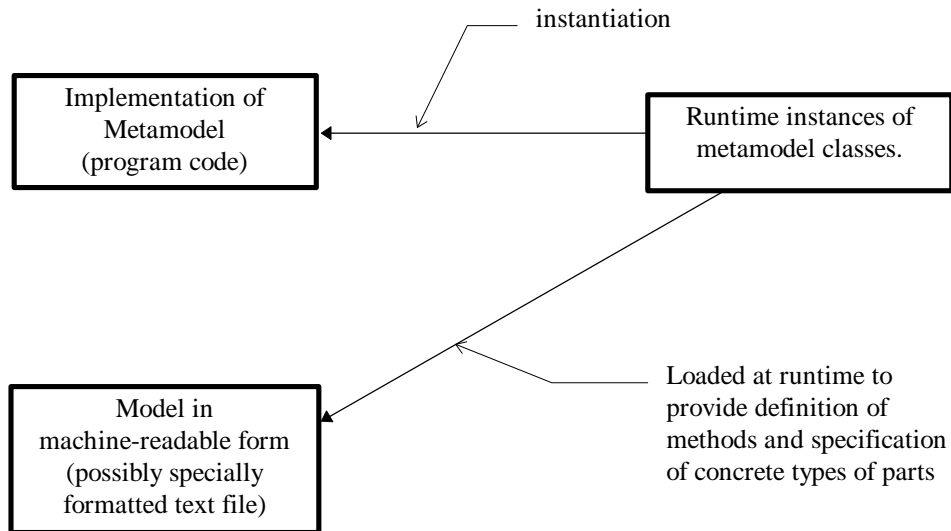 instantiation
Implementation of
Metamodel
(program code)
Runtime instances of
metamodel classes.
Model in
machine-readable form
(possibly specially
formatted text file)
Loaded at runtime to
provide definition of
methods and specification
of concrete types of parts